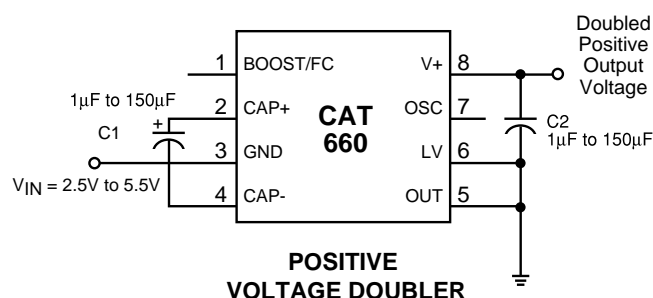 Doubled
Positive
Output
Voltage
1 BOOST/FC V+ 8
1µF to 150µF
2 CAP+ CAT OSC 7
C1 + 660 C2
1µF to 150µF
3 GND LV 6
VIN = 2.5V to 5.5V
4 CAP- OUT 5
POSITIVE
VOLTAGE DOUBLER